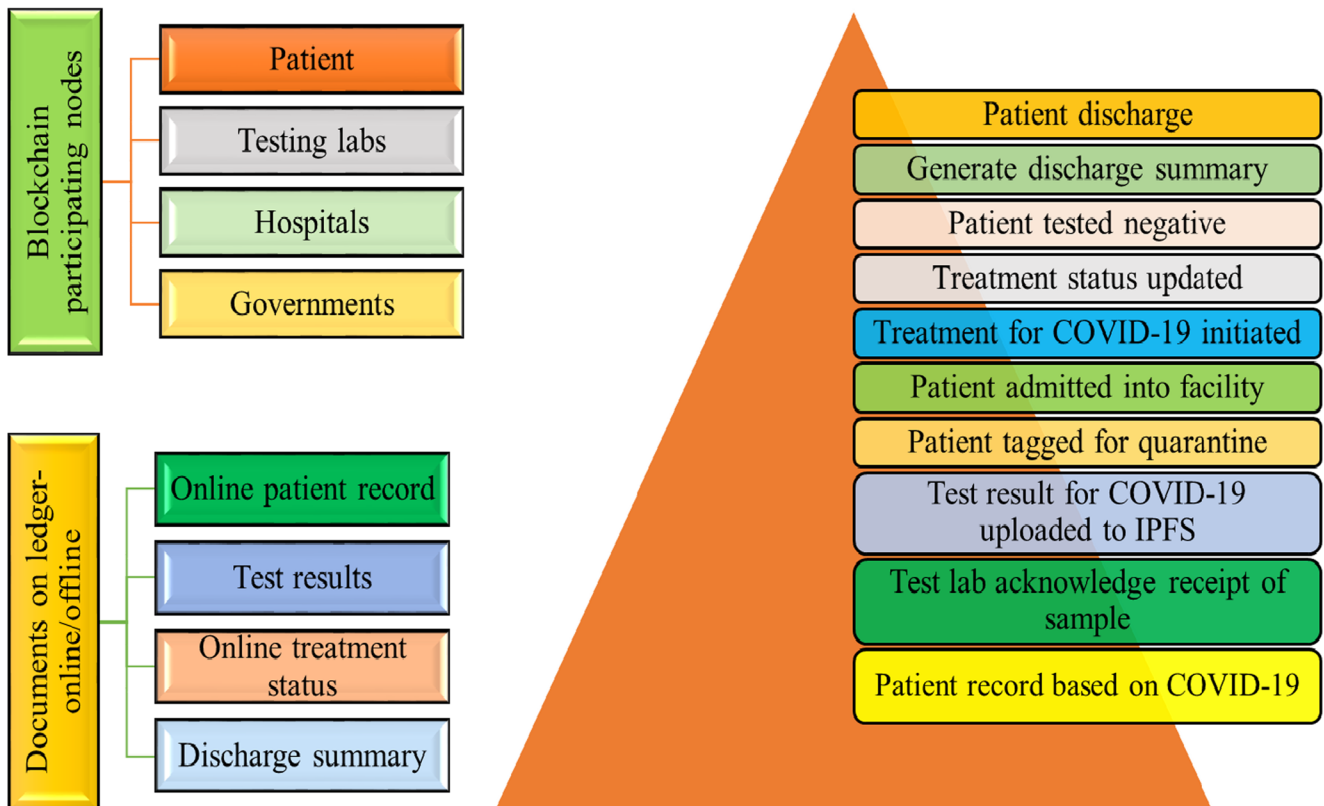 Blockchain
participating nodes
Patient
Testing labs
Hospitals
Governments
Documents on ledger-
online/offline
Online patient record
Test results
Online treatment
status
Discharge summary
Patient discharge
Generate discharge summary
Patient tested negative
Treatment status updated
Treatment for COVID-19 initiated
Patient admitted into facility
Patient tagged for quarantine
Test result for COVID-19
uploaded to IPFS
Test lab acknowledge receipt of
sample
Patient record based on COVID-19